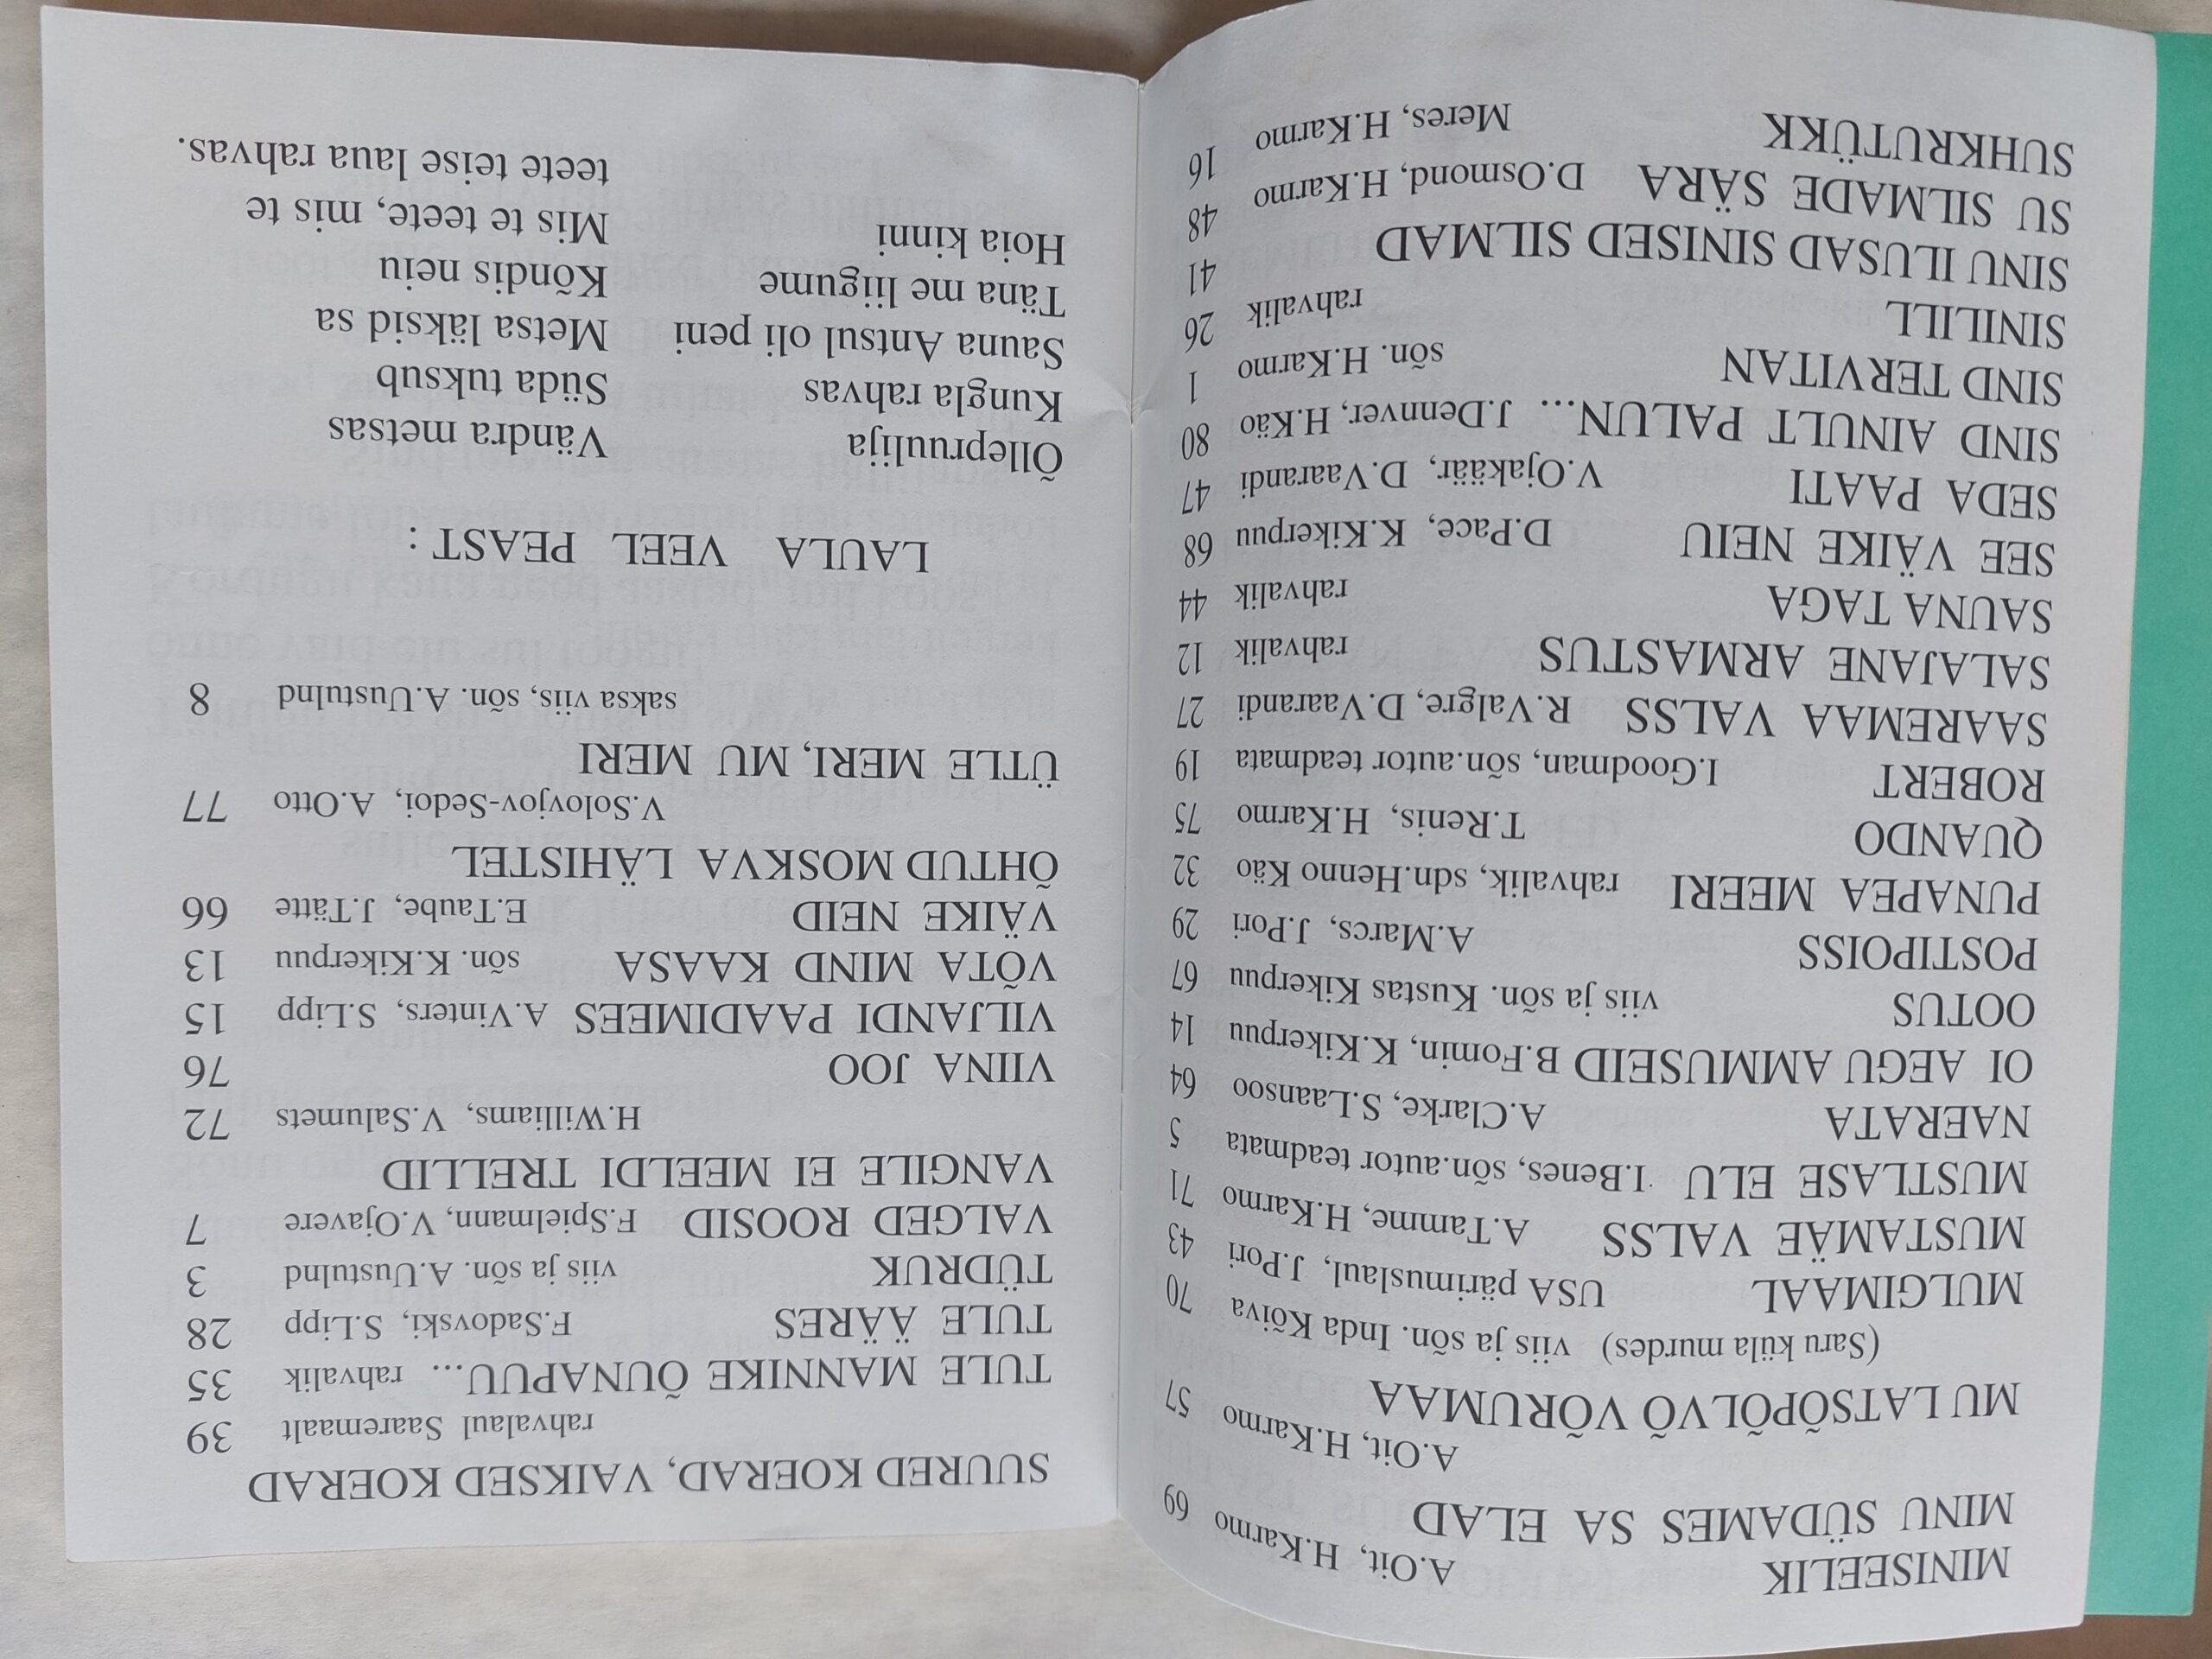 MINISEELIK A.Oit, H.Karmo 69
MINU SÜDAMES SA ELAD
A.Oit, H.Karmo 57
MU LATSÕPÕLVÕ VÕRUMAA
(Saru küla murdes) viis ja sõn. Inda Kõiva 70
MULGIMAAL USA pärimuslaul, J.Pori 43
MUSTAMÄE VALSS A.Tamme, H.Karmo 71
MUSTLASE ELU I.Benes, sõn.autor teadmata 5
NAERATA A.Clarke, S.Laansoo 64
OI AEGU AMMUSEID B.Fomin, K.Kikerpuu 14
OOTUS viis ja sõn. Kustas Kikerpuu 67
POSTIPOISS A.Marcs, J.Pori 29
PUNAPEA MEERI rahvalik, sdn.Henno Käo 32
QUANDO T.Renis, H.Karmo 75
ROBERT I.Goodman, sõn.autor teadmata 19
SAAREMAA VALSS R.Valgre, D.Vaarandi 27
SALAJANE ARMASTUS rahvalik 12
SAUNA TAGA rahvalik 44
SEE VÄIKE NEIU D.Pace, K.Kikerpuu 68
SEDA PAATI V.Ojakäär, D.Vaarandi 47
SIND AINULT PALUN... J.Dennver, H.Käo 80
SIND TERVITAN sõn. H.Karmo 1
SINILILL rahvalik 26
SINU ILUSAD SINISED SILMAD 41
SU SILMADE SÄRA D.Osmond, H.Karmo 48
SUHKRUTÜKK Meres, H.Karmo 16
SUURED KOERAD, VAIKSED KOERAD
rahvalaul Saaremaalt 39
TULE MÄNNIKE ÕUNAPUU... rahvalik 35
TULE ÄÄRES F.Sadovski, S.Lipp 28
TÜDRUK viis ja sõn. A.Uustulnd 3
VALGED ROOSID F.Spielmann, V.Ojavere 7
VANGILE EI MEELDI TRELLID
H.Williams, V.Salumets 72
VIINA JOO 76
VILJANDI PAADIMEES A.Vinters, S.Lipp 15
VÕTA MIND KAASA sõn. K.Kikerpuu 13
VÄIKE NEID E.Taube, J.Tätte 66
ÕHTUD MOSKVA LÄHISTEL
V.Solovjov-Sedoi, A.Otto 77
ÜTLE MERI, MU MERI
saksa viis, sõn. A.Uustulnd 8
LAULA VEEL PEAST :
Õllepruulija Vändra metsas
Kungla rahvas Süda tuksub
Sauna Antsul oli peni Metsa läksid sa
Täna me liigume Kõndis neiu
Hoia kinni Mis te teete, mis te
teete teise laua rahvas.